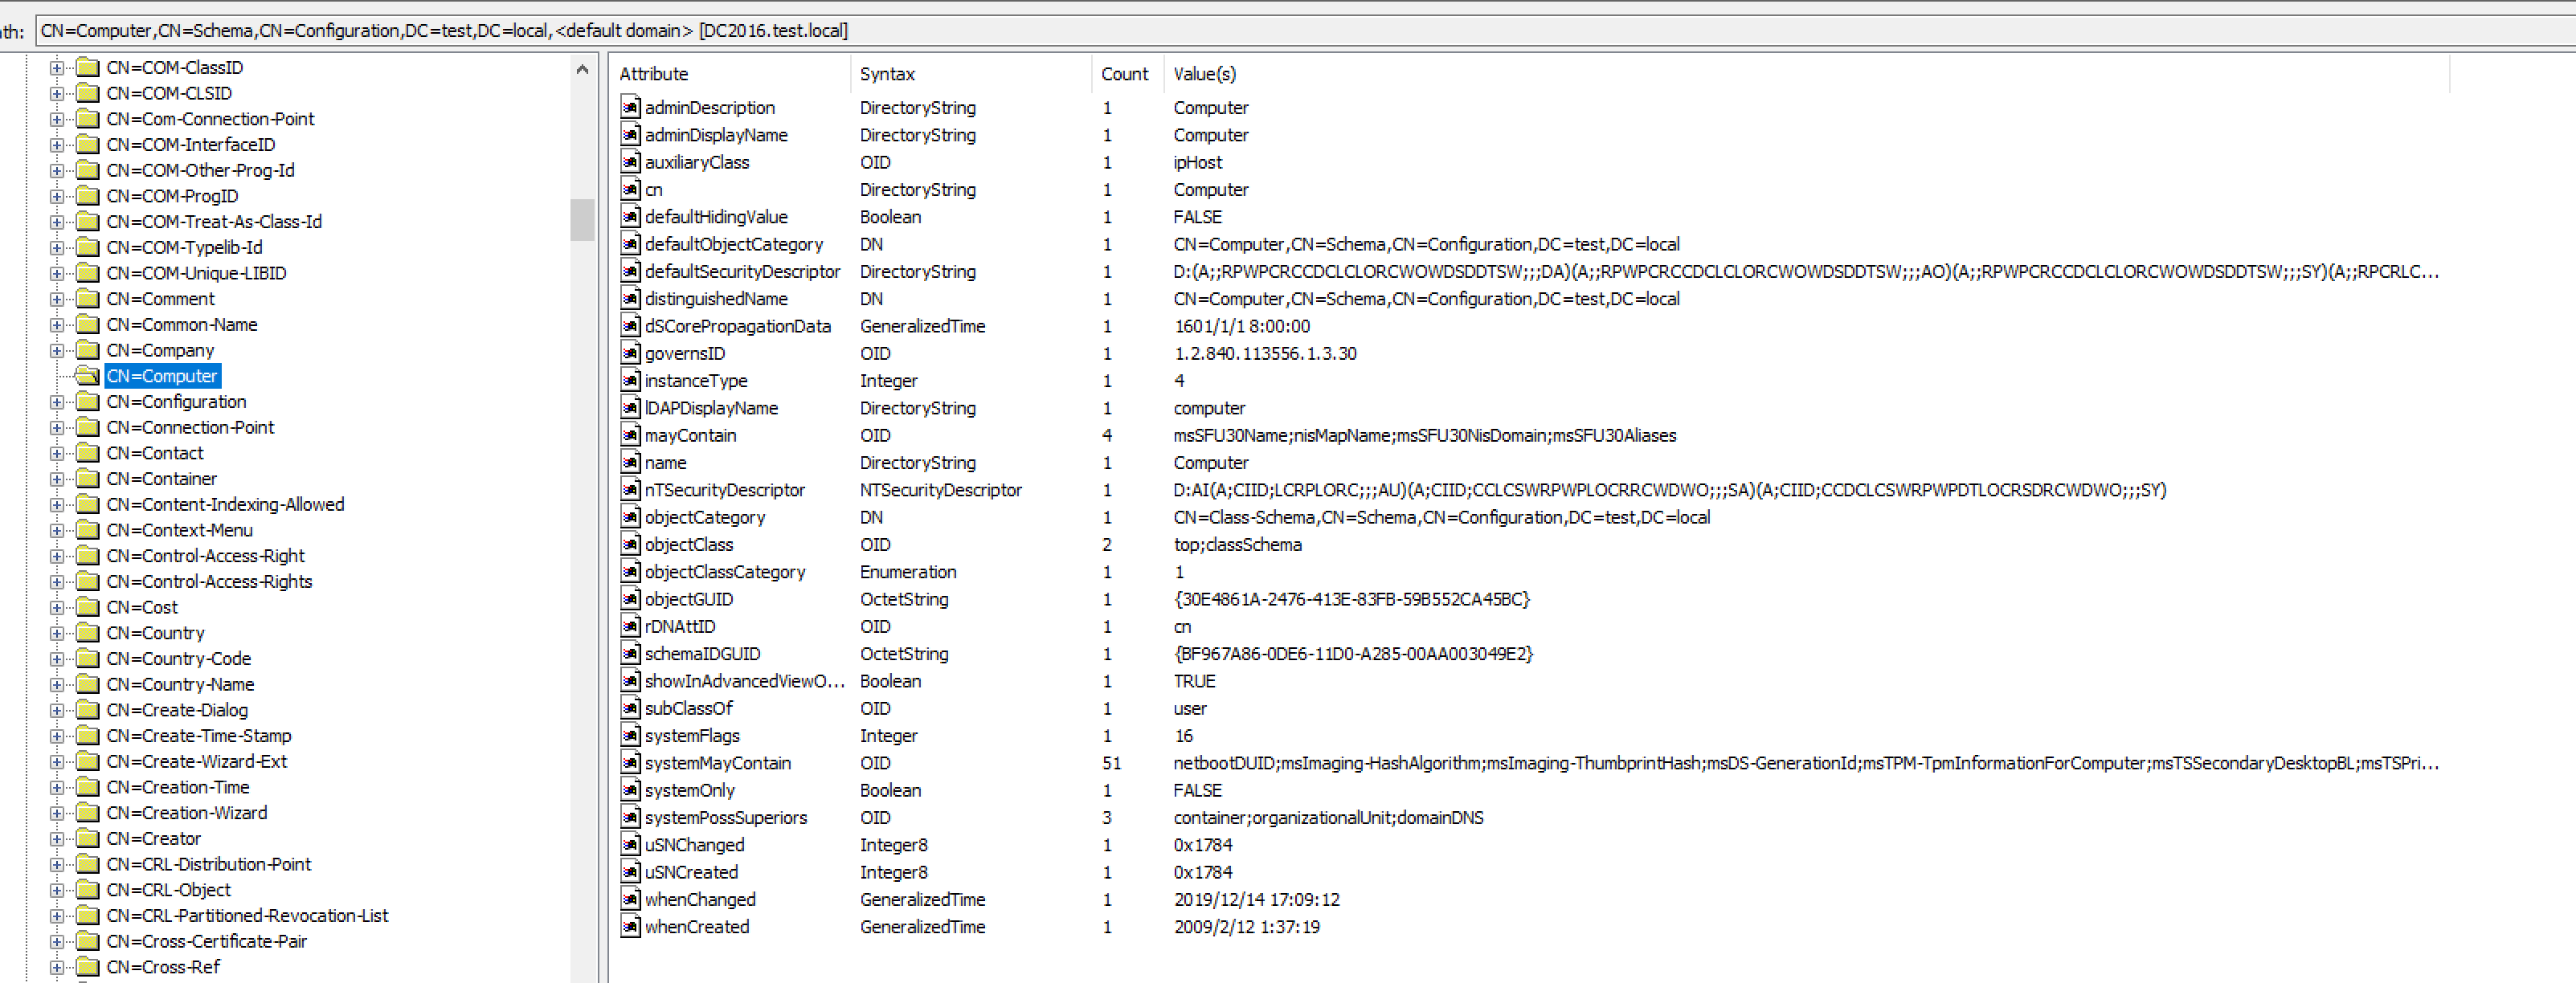 ath: CN=Computer,CN=Schema,CN=Configuration,DC=test,DC=local,<default domain> [DC2016.test.local]
CN=COM-ClassID
CN=COM-CLSID
CN=Com-Connection-Point
CN=COM-InterfaceID
CN=COM-Other-Prog-Id
CN=COM-ProgID
CN=COM-Treat-As-Class-Id
CN=COM-Typelib-Id
CN=COM-Unique-LIBID
CN=Comment
CN=Common-Name
CN=Company
CN=Computer
CN=Configuration
CN=Connection-Point
CN=Contact
CN=Container
CN=Content-Indexing-Allowed
CN=Context-Menu
CN=Control-Access-Right
CN=Control-Access-Rights
CN=Cost
CN=Country
CN=Country-Code
CN=Country-Name
CN=Create-Dialog
CN=Create-Time-Stamp
CN=Create-Wizard-Ext
CN=Creation-Time
CN=Creation-Wizard
CN=Creator
CN=CRL-Distribution-Point
CN=CRL-Object
CN=CRL-Partitioned-Revocation-List
CN=Cross-Certificate-Pair
CN=Cross-Ref
Attribute Syntax Count Value(s)
adminDescription DirectoryString 1 Computer
adminDisplayName DirectoryString 1 Computer
auxiliaryClass OID 1 ipHost
cn DirectoryString 1 Computer
defaultHidingValue Boolean 1 FALSE
defaultObjectCategory DN 1 CN=Computer,CN=Schema,CN=Configuration,DC=test,DC=local
defaultSecurityDescriptor DirectoryString 1 D:(A;;RPWPCRCCDCLCLORCWOWDSDDTSW;;;DA)(A;;RPWPCRCCDCLCLORCWOWDSDDTSW;;;AO)(A;;RPWPCRCCDCLCLORCWOWDSDDTSW;;;SY)(A;;RPCRLC...
distinguishedName DN 1 CN=Computer,CN=Schema,CN=Configuration,DC=test,DC=local
dSCorePropagationData GeneralizedTime 1 1601/1/1 8:00:00
governsID OID 1 1.2.840.113556.1.3.30
instanceType Integer 1 4
lDAPDisplayName DirectoryString 1 computer
mayContain OID 4 msSFU30Name;nisMapName;msSFU30NisDomain;msSFU30Aliases
name DirectoryString 1 Computer
nTSecurityDescriptor NTSecurityDescriptor 1 D:AI(A;CIID;LCRPLORC;;;AU)(A;CIID;CCLCSWRPWPLOCRRCWDWO;;;SA)(A;CIID;CCDCLCSWRPWPDTLOCRSDRCWDWO;;;SY)
objectCategory DN 1 CN=Class-Schema,CN=Schema,CN=Configuration,DC=test,DC=local
objectClass OID 2 top;classSchema
objectClassCategory Enumeration 1 1
objectGUID OctetString 1 {30E4861A-2476-413E-83FB-59B552CA45BC}
rDNAttID OID 1 cn
schemaIDGUID OctetString 1 {BF967A86-0DE6-11D0-A285-00AA003049E2}
showInAdvancedViewO... Boolean 1 TRUE
subClassOf OID 1 user
systemFlags Integer 1 16
systemMayContain OID 51 netbootDUID;msImaging-HashAlgorithm;msImaging-ThumbprintHash;msDS-GenerationId;msTPM-TpmInformationForComputer;msTSSecondaryDesktopBL;msTSPri...
systemOnly Boolean 1 FALSE
systemPossSuperiors OID 3 container;organizationalUnit;domainDNS
uSNChanged Integer8 1 0x1784
uSNCreated Integer8 1 0x1784
whenChanged GeneralizedTime 1 2019/12/14 17:09:12
whenCreated GeneralizedTime 1 2009/2/12 1:37:19